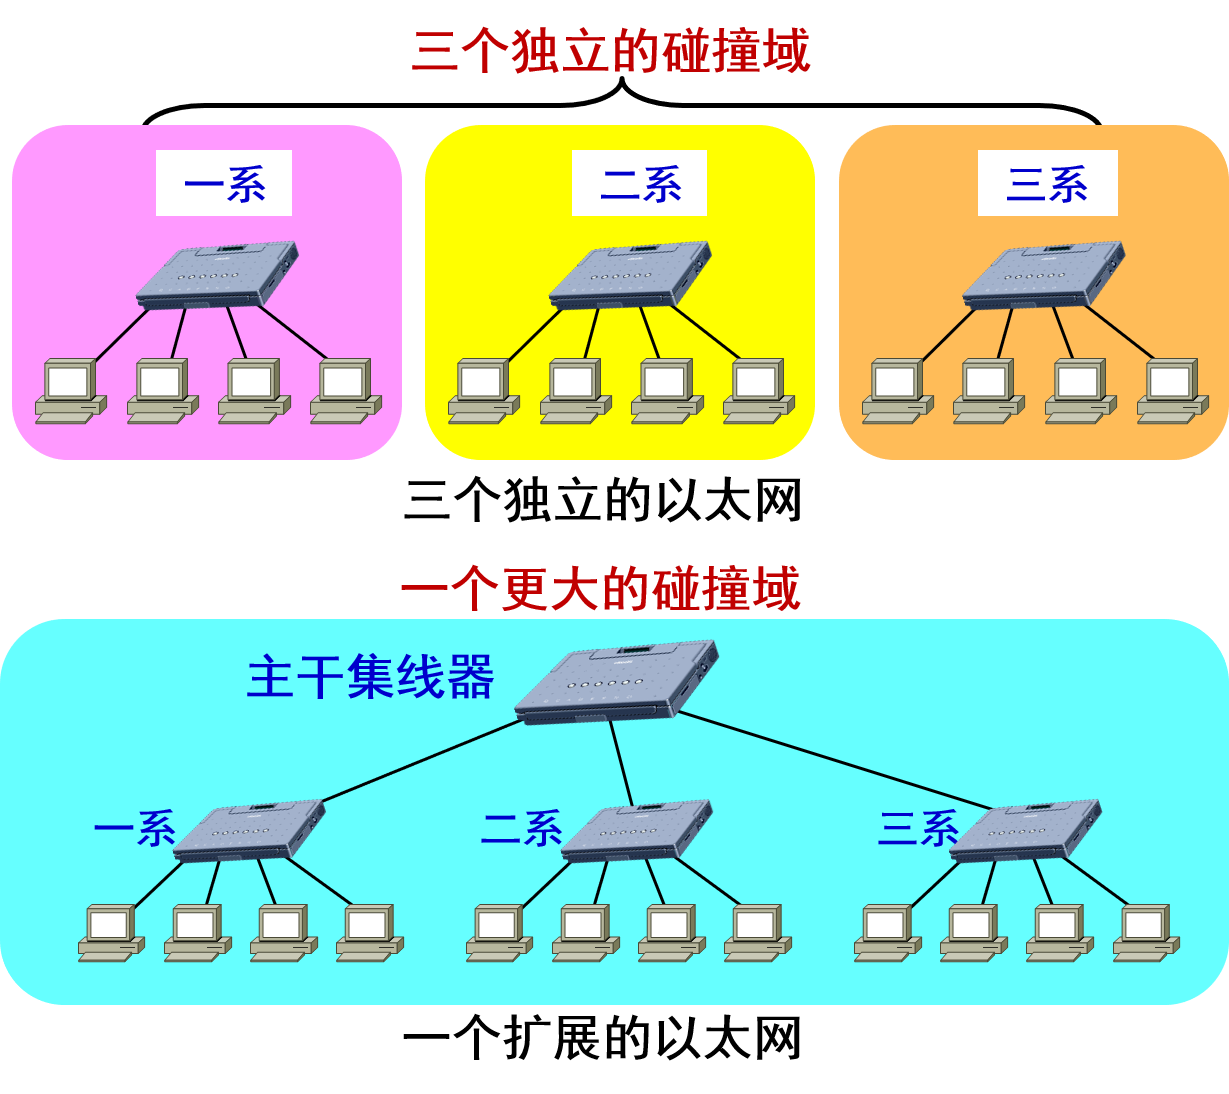 三个独立的碰撞域
一系
二系
三系
三个独立的以太网
一个更大的碰撞域
主干集线器
一系
二系
三系
一个扩展的以太网